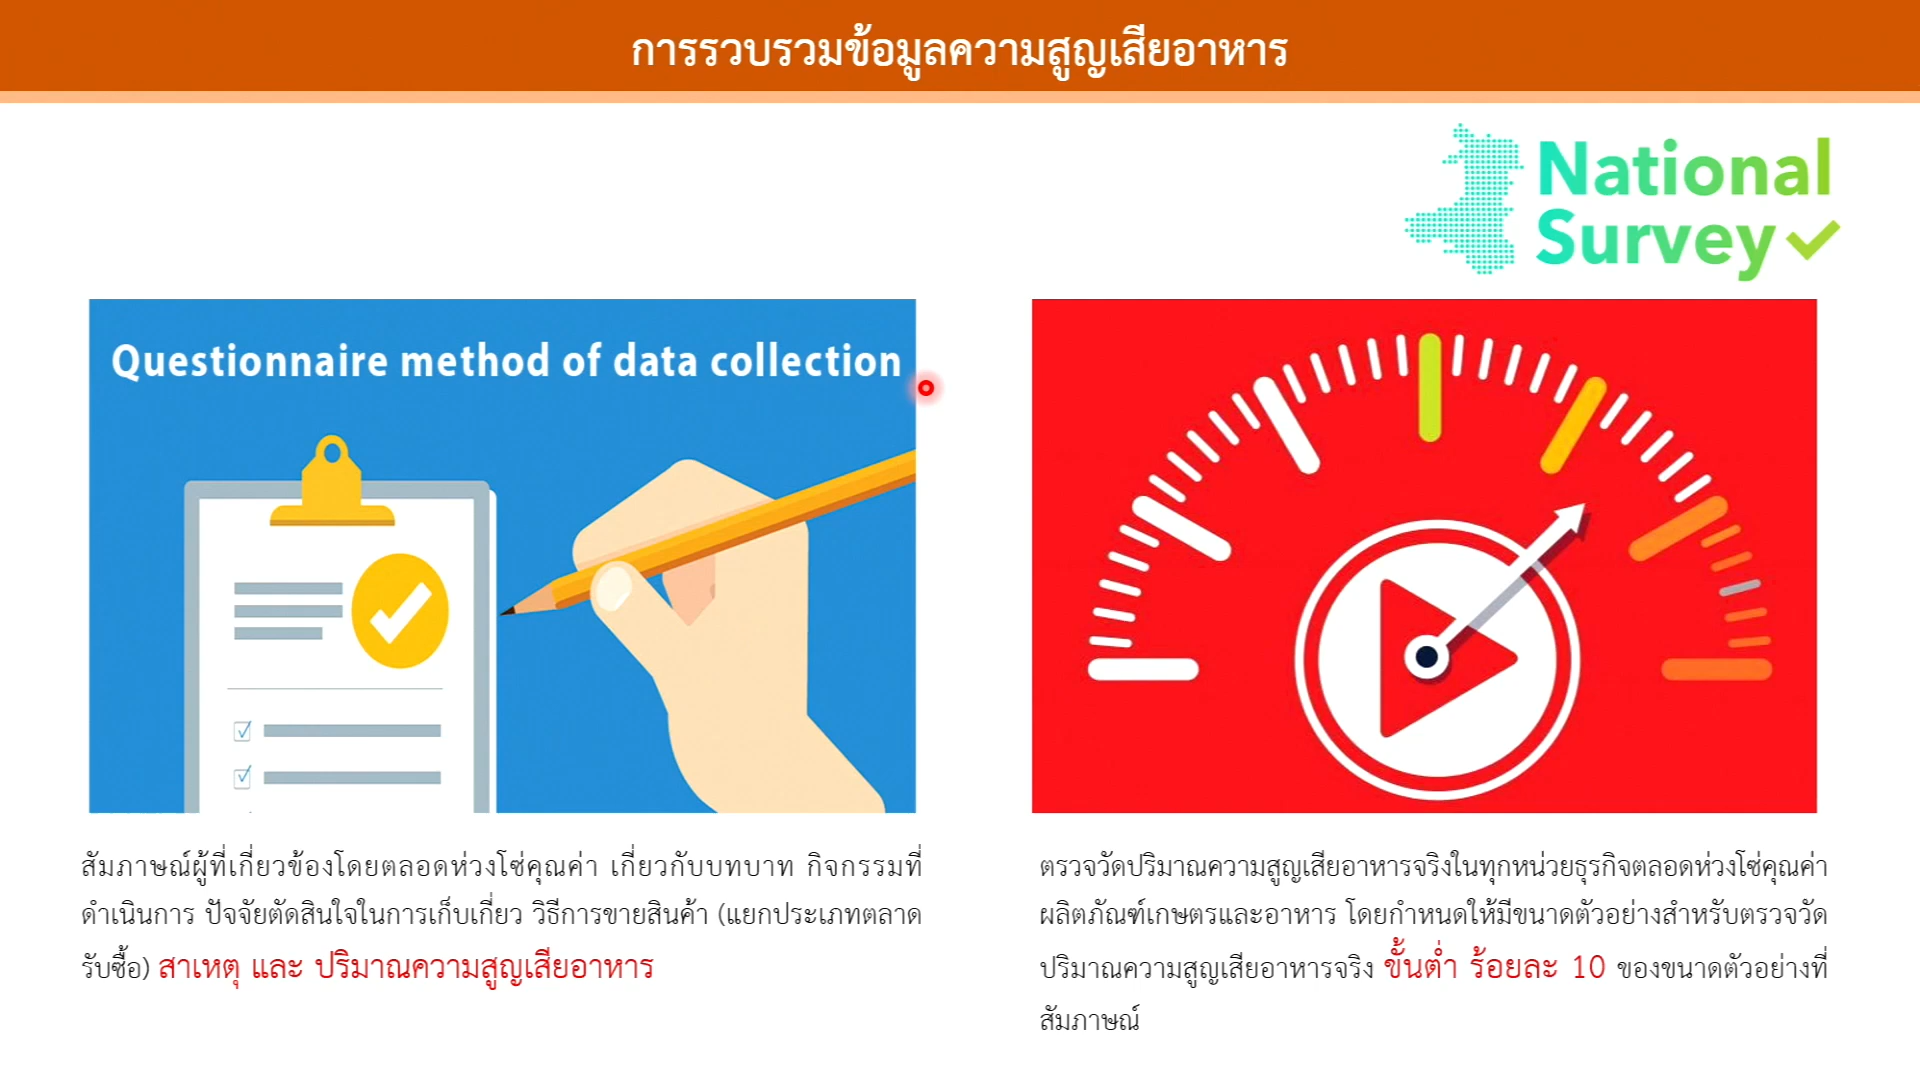 การรวบรวมข้อมูลความสูญเสียอาหาร
National
Survey
Questionnaire method of data collection
สัมภาษณ์ผู้ที่เกี่ยวข้องโดยตลอดห่วงโซ่คุณค่า เกี่ยวกับบทบาท กิจกรรมที่
ดำเนินการ ปัจจัยตัดสินใจในการเก็บเกี่ยว วิธีการขายสินค้า (แยกประเภทตลาด
รับซื้อ) สาเหตุ และ ปริมาณความสูญเสียอาหาร
ตรวจวัดปริมาณความสูญเสียอาหารจริงในทุกหน่วยธุรกิจตลอดห่วงโซ่คุณค่า
ผลิตภัณฑ์เกษตรและอาหาร โดยกำหนดให้มีขนาดตัวอย่างสำหรับตรวจวัด
ปริมาณความสูญเสียอาหารจริง ขั้นต่ำ ร้อยละ 10 ของขนาดตัวอย่างที่
สัมภาษณ์